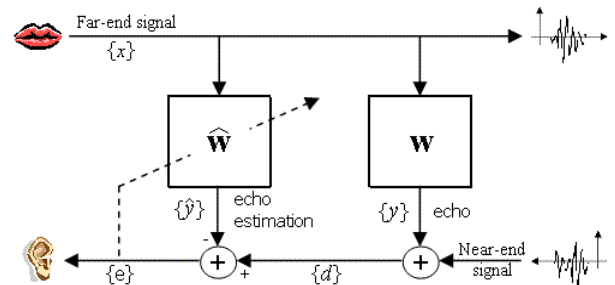 Far-end signal
{x}
ŵ
w
{ŷ}
echo
estimation
{y}
echo
-
+
+
+
{e}
{d}
Near-end
signal